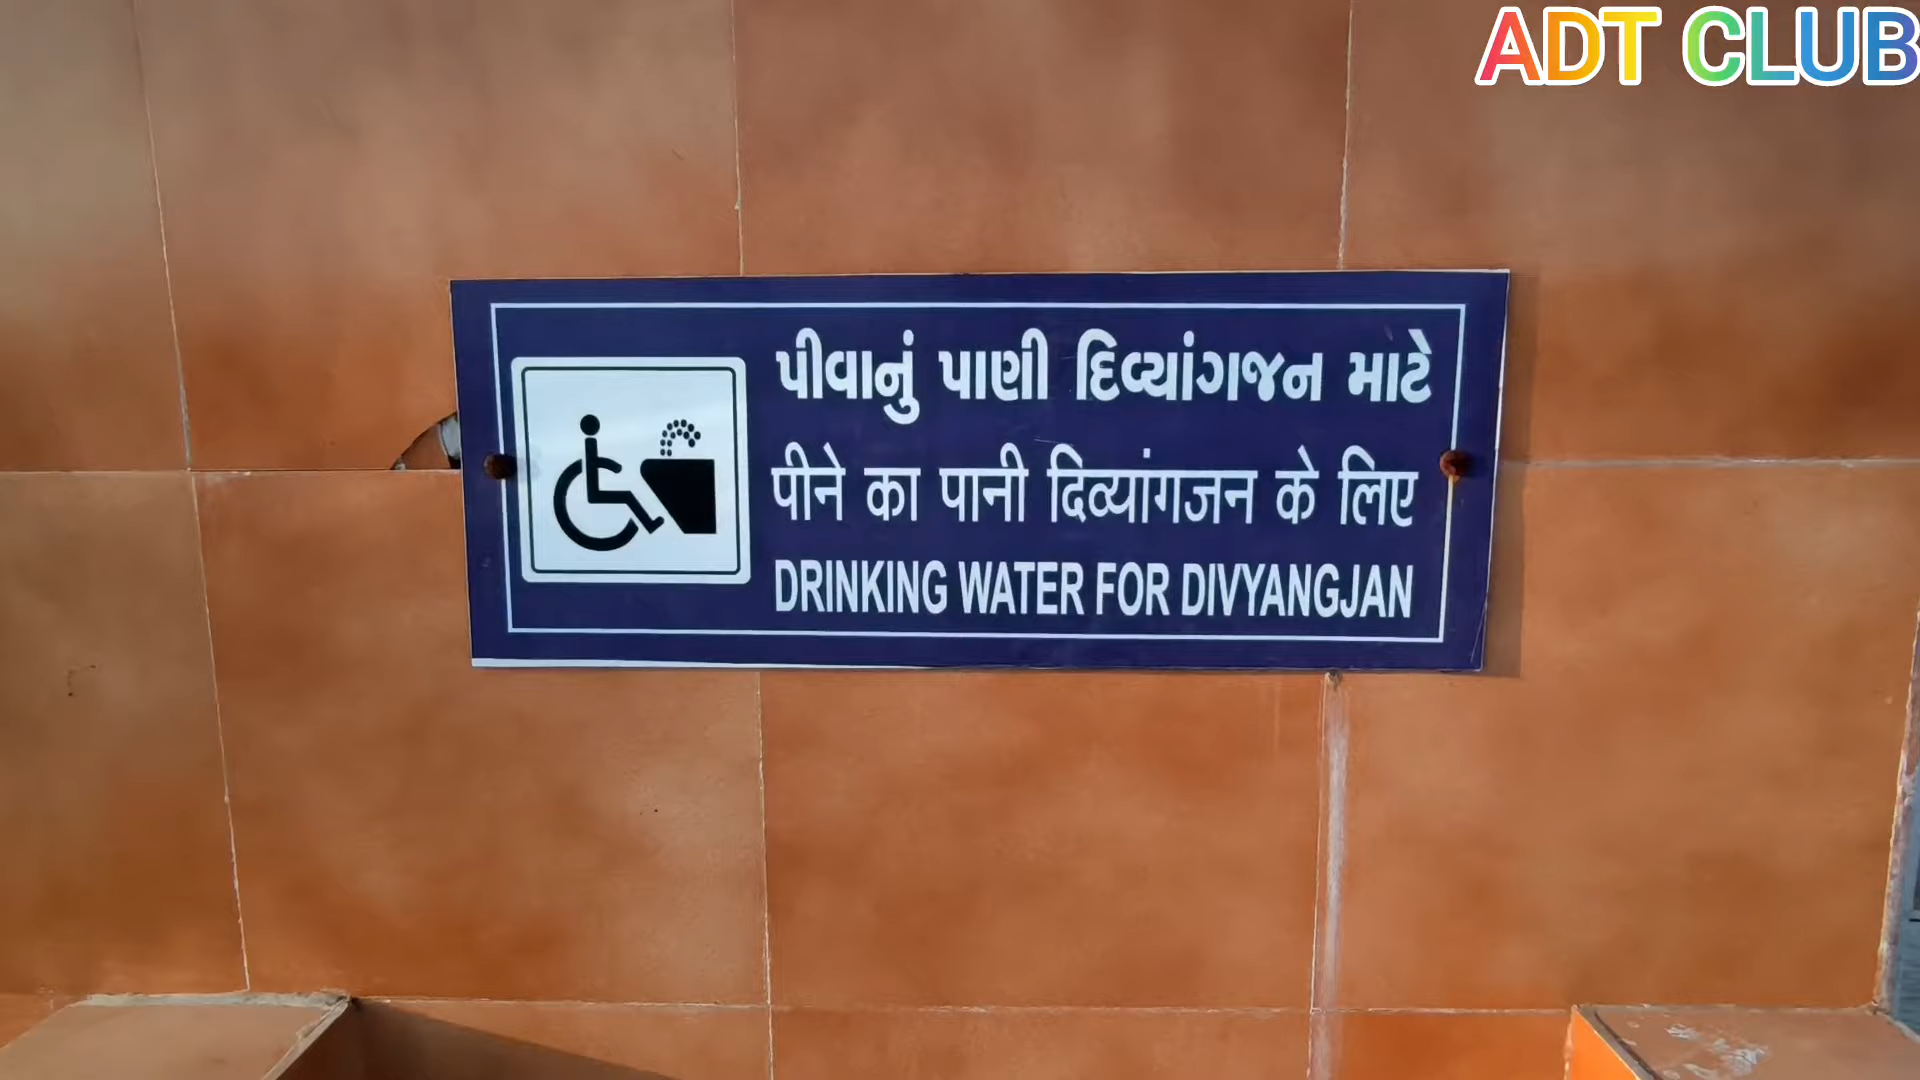 ADT CLUB
પીવાનું પાણી દિવ્યાંગજન માટે
पीने का पानी दिव्यांगजन के लिए
DRINKING WATER FOR DIVYANGJAN